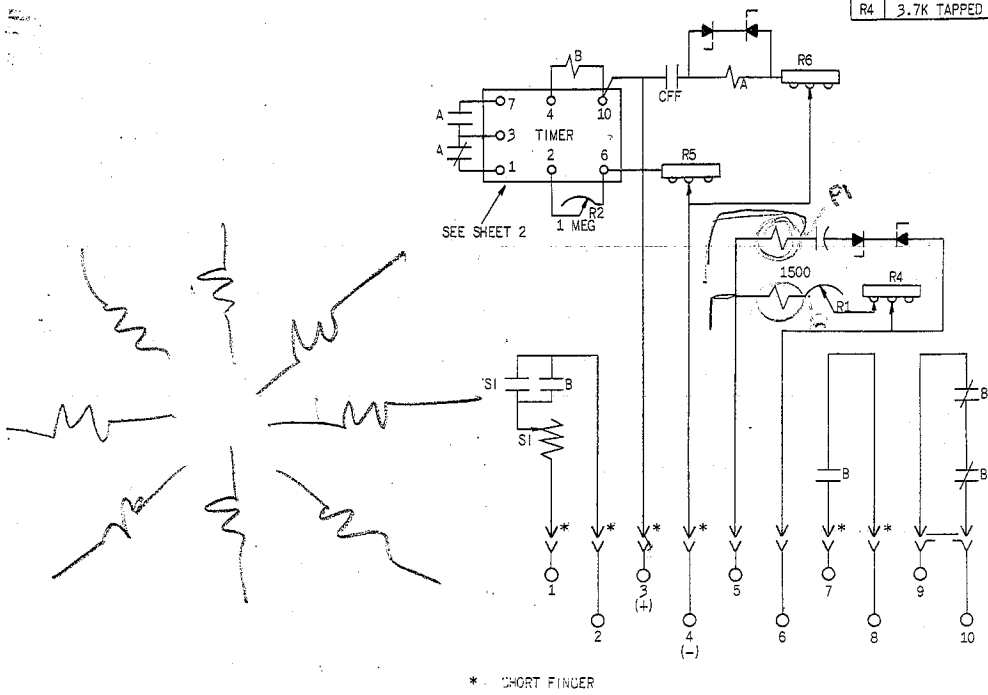 R4 3.7K TAPPED
B
R6
A
7
4
10
CFF
A
3
TIMER
A
1
2
6
R5
R2
1 MEG
SEE SHEET 2
1500
R4
R1
SI
B
SI
B
B
B
* * * * * *
1
3
5
7
9
(+)
2
4
6
8
10
(-)
* SHORT FINGER